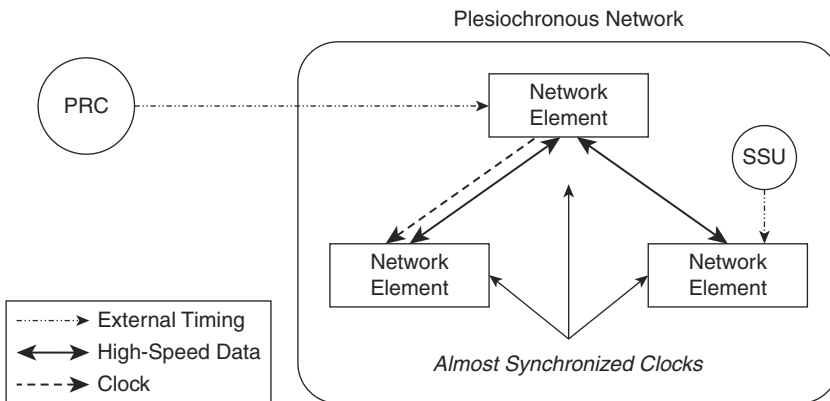 Plesiochronous Network
PRC
Network
Element
SSU
Network
Element
Network
Element
External Timing
High-Speed Data
Clock
Almost Synchronized Clocks